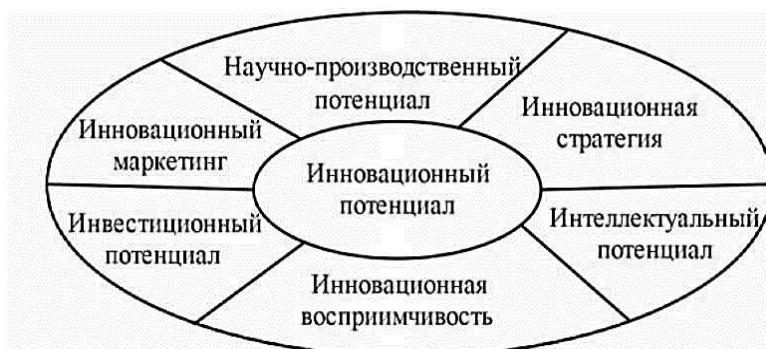 Научно-производственный
потенциал
Инновационная
стратегия
Инновационный
маркетинг
Инновационный
потенциал
Инвестиционный
потенциал
Интеллектуальный
потенциал
Инновационная
восприимчивость